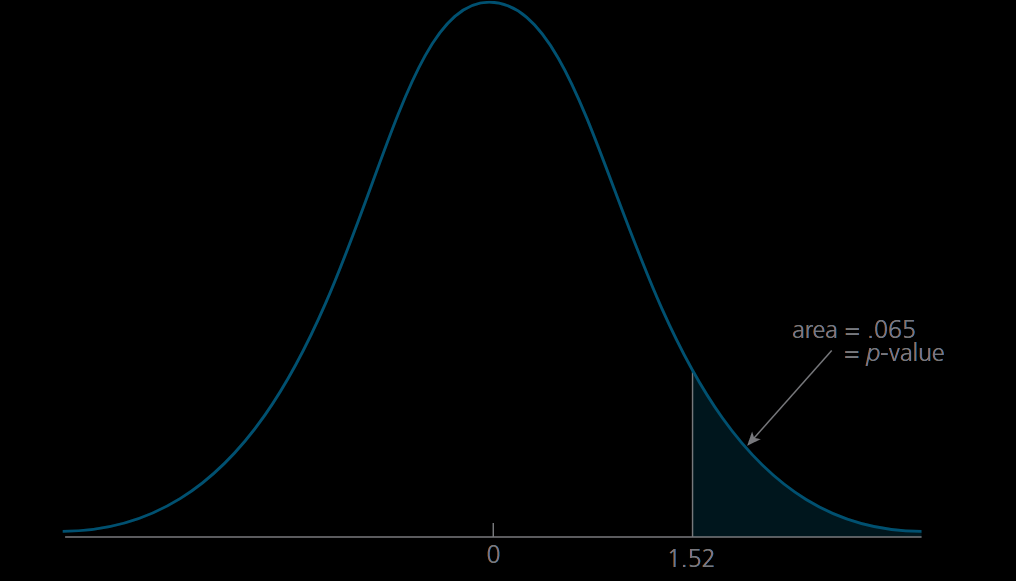 area = .065
= p-value
0
1.52